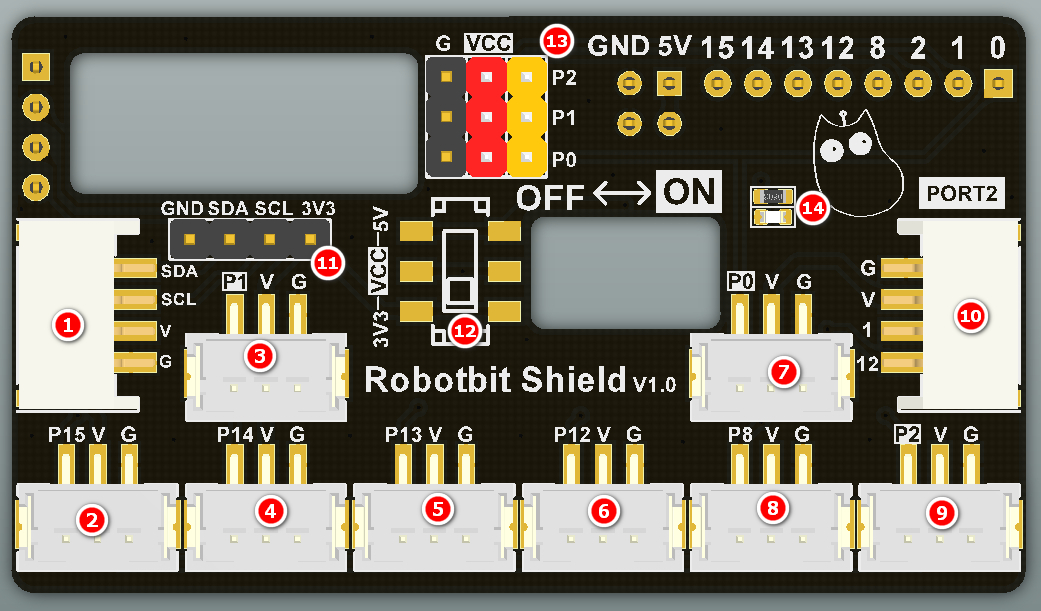 G VCC 13 GND 5V 15 14 13 12 8 2 1 0
P2
P1
P0
OFF ON
14
PORT2
GND SDA SCL 3V3
11
3V3 VCC 5V
12
SDA
SCL
V
G
1
P1 V G
3
P0 V G
7
G
V
1
12
10
Robotbit Shield V1.0
P15 V G
P14 V G
P13 V G
P12 V G
P8 V G
P2 V G
2
4
5
6
8
9